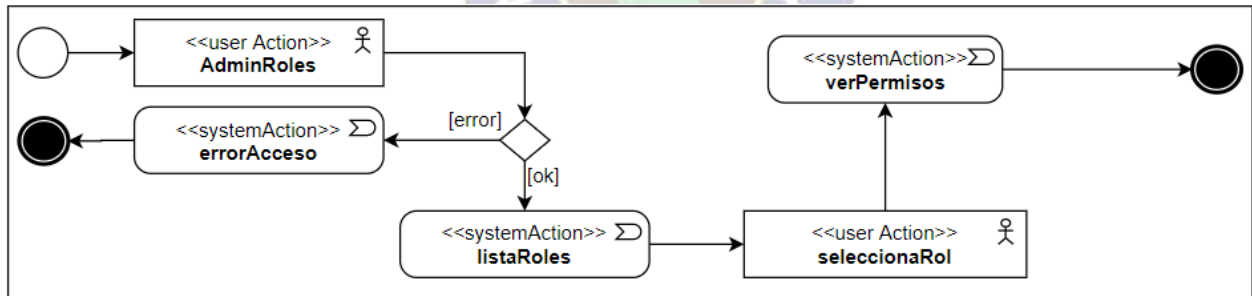 <<user Action>>
AdminRoles
<<systemAction>>
verPermisos
[error]
<<systemAction>>
errorAcceso
[ok]
<<systemAction>>
listaRoles
<<user Action>>
seleccionaRol